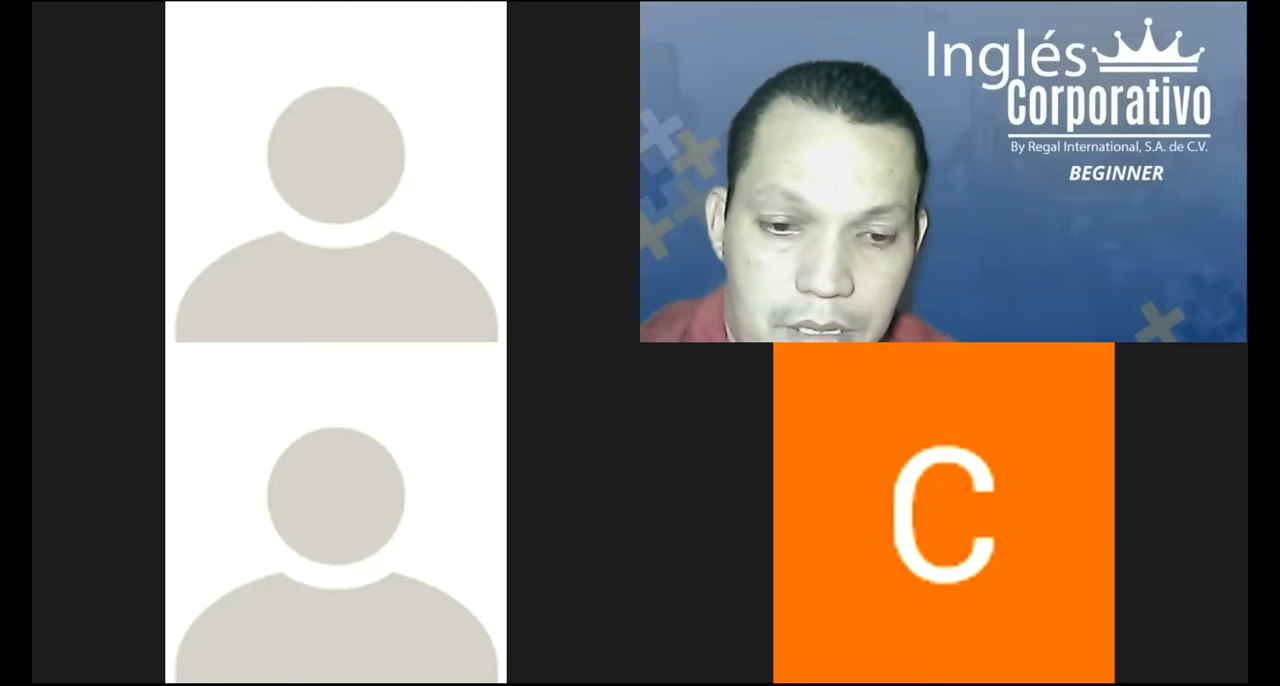 Inglés
Corporativo
By Regal International, S.A. de C.V.
BEGINNER
C